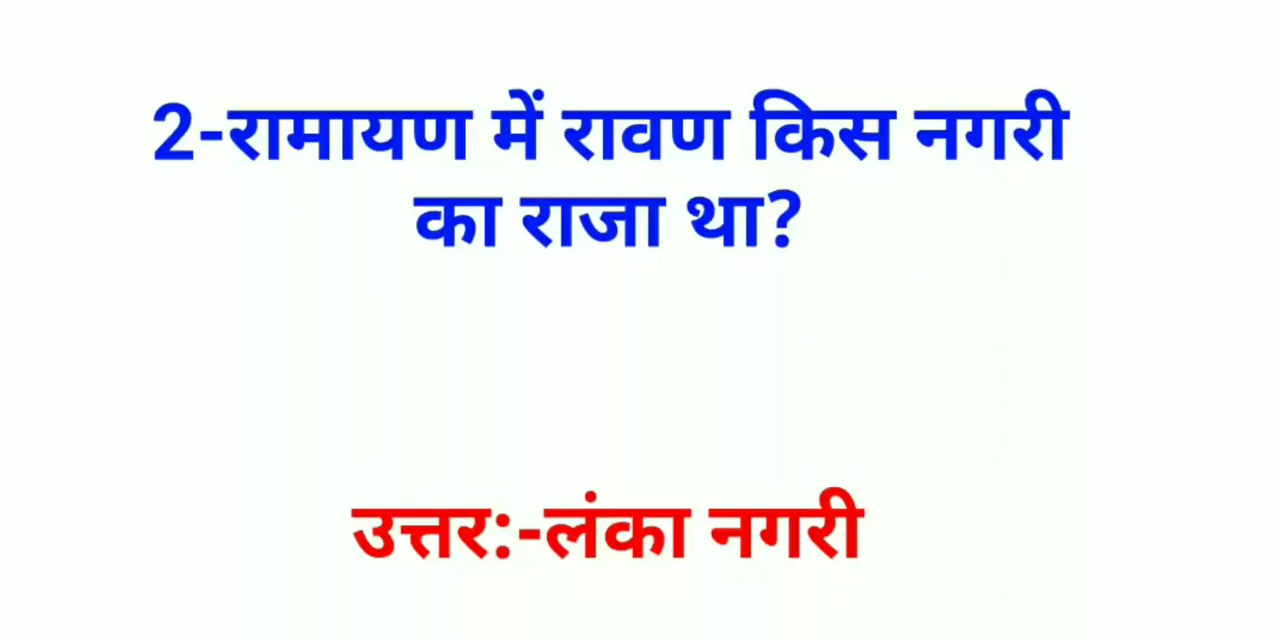 2-रामायण में रावण किस नगरी
का राजा था?
उत्तर:-लंका नगरी